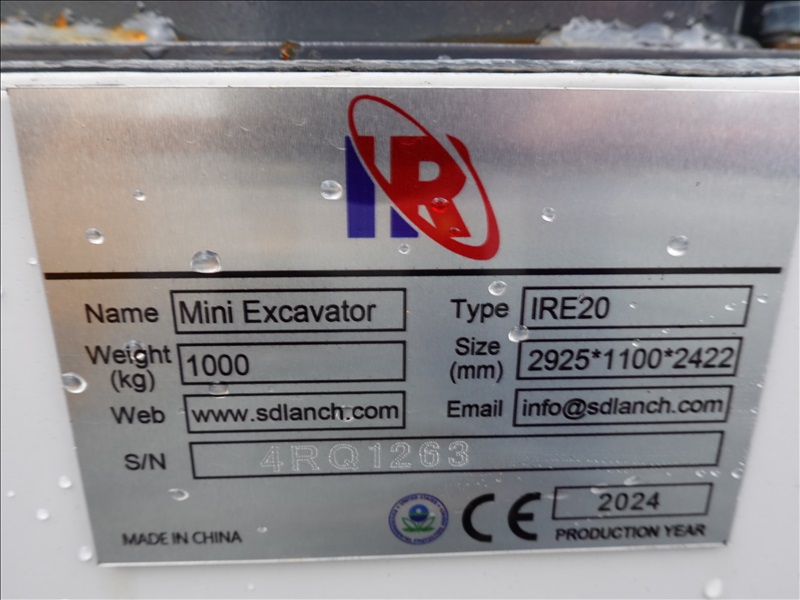 IR
Name Mini Excavator Type IRE20
Weight (kg) 1000 Size (mm) 2925*1100*2422
Web www.sdlanch.com Email info@sdlanch.com
S/N 4RQ1263
MADE IN CHINA CE 2024
PRODUCTION YEAR